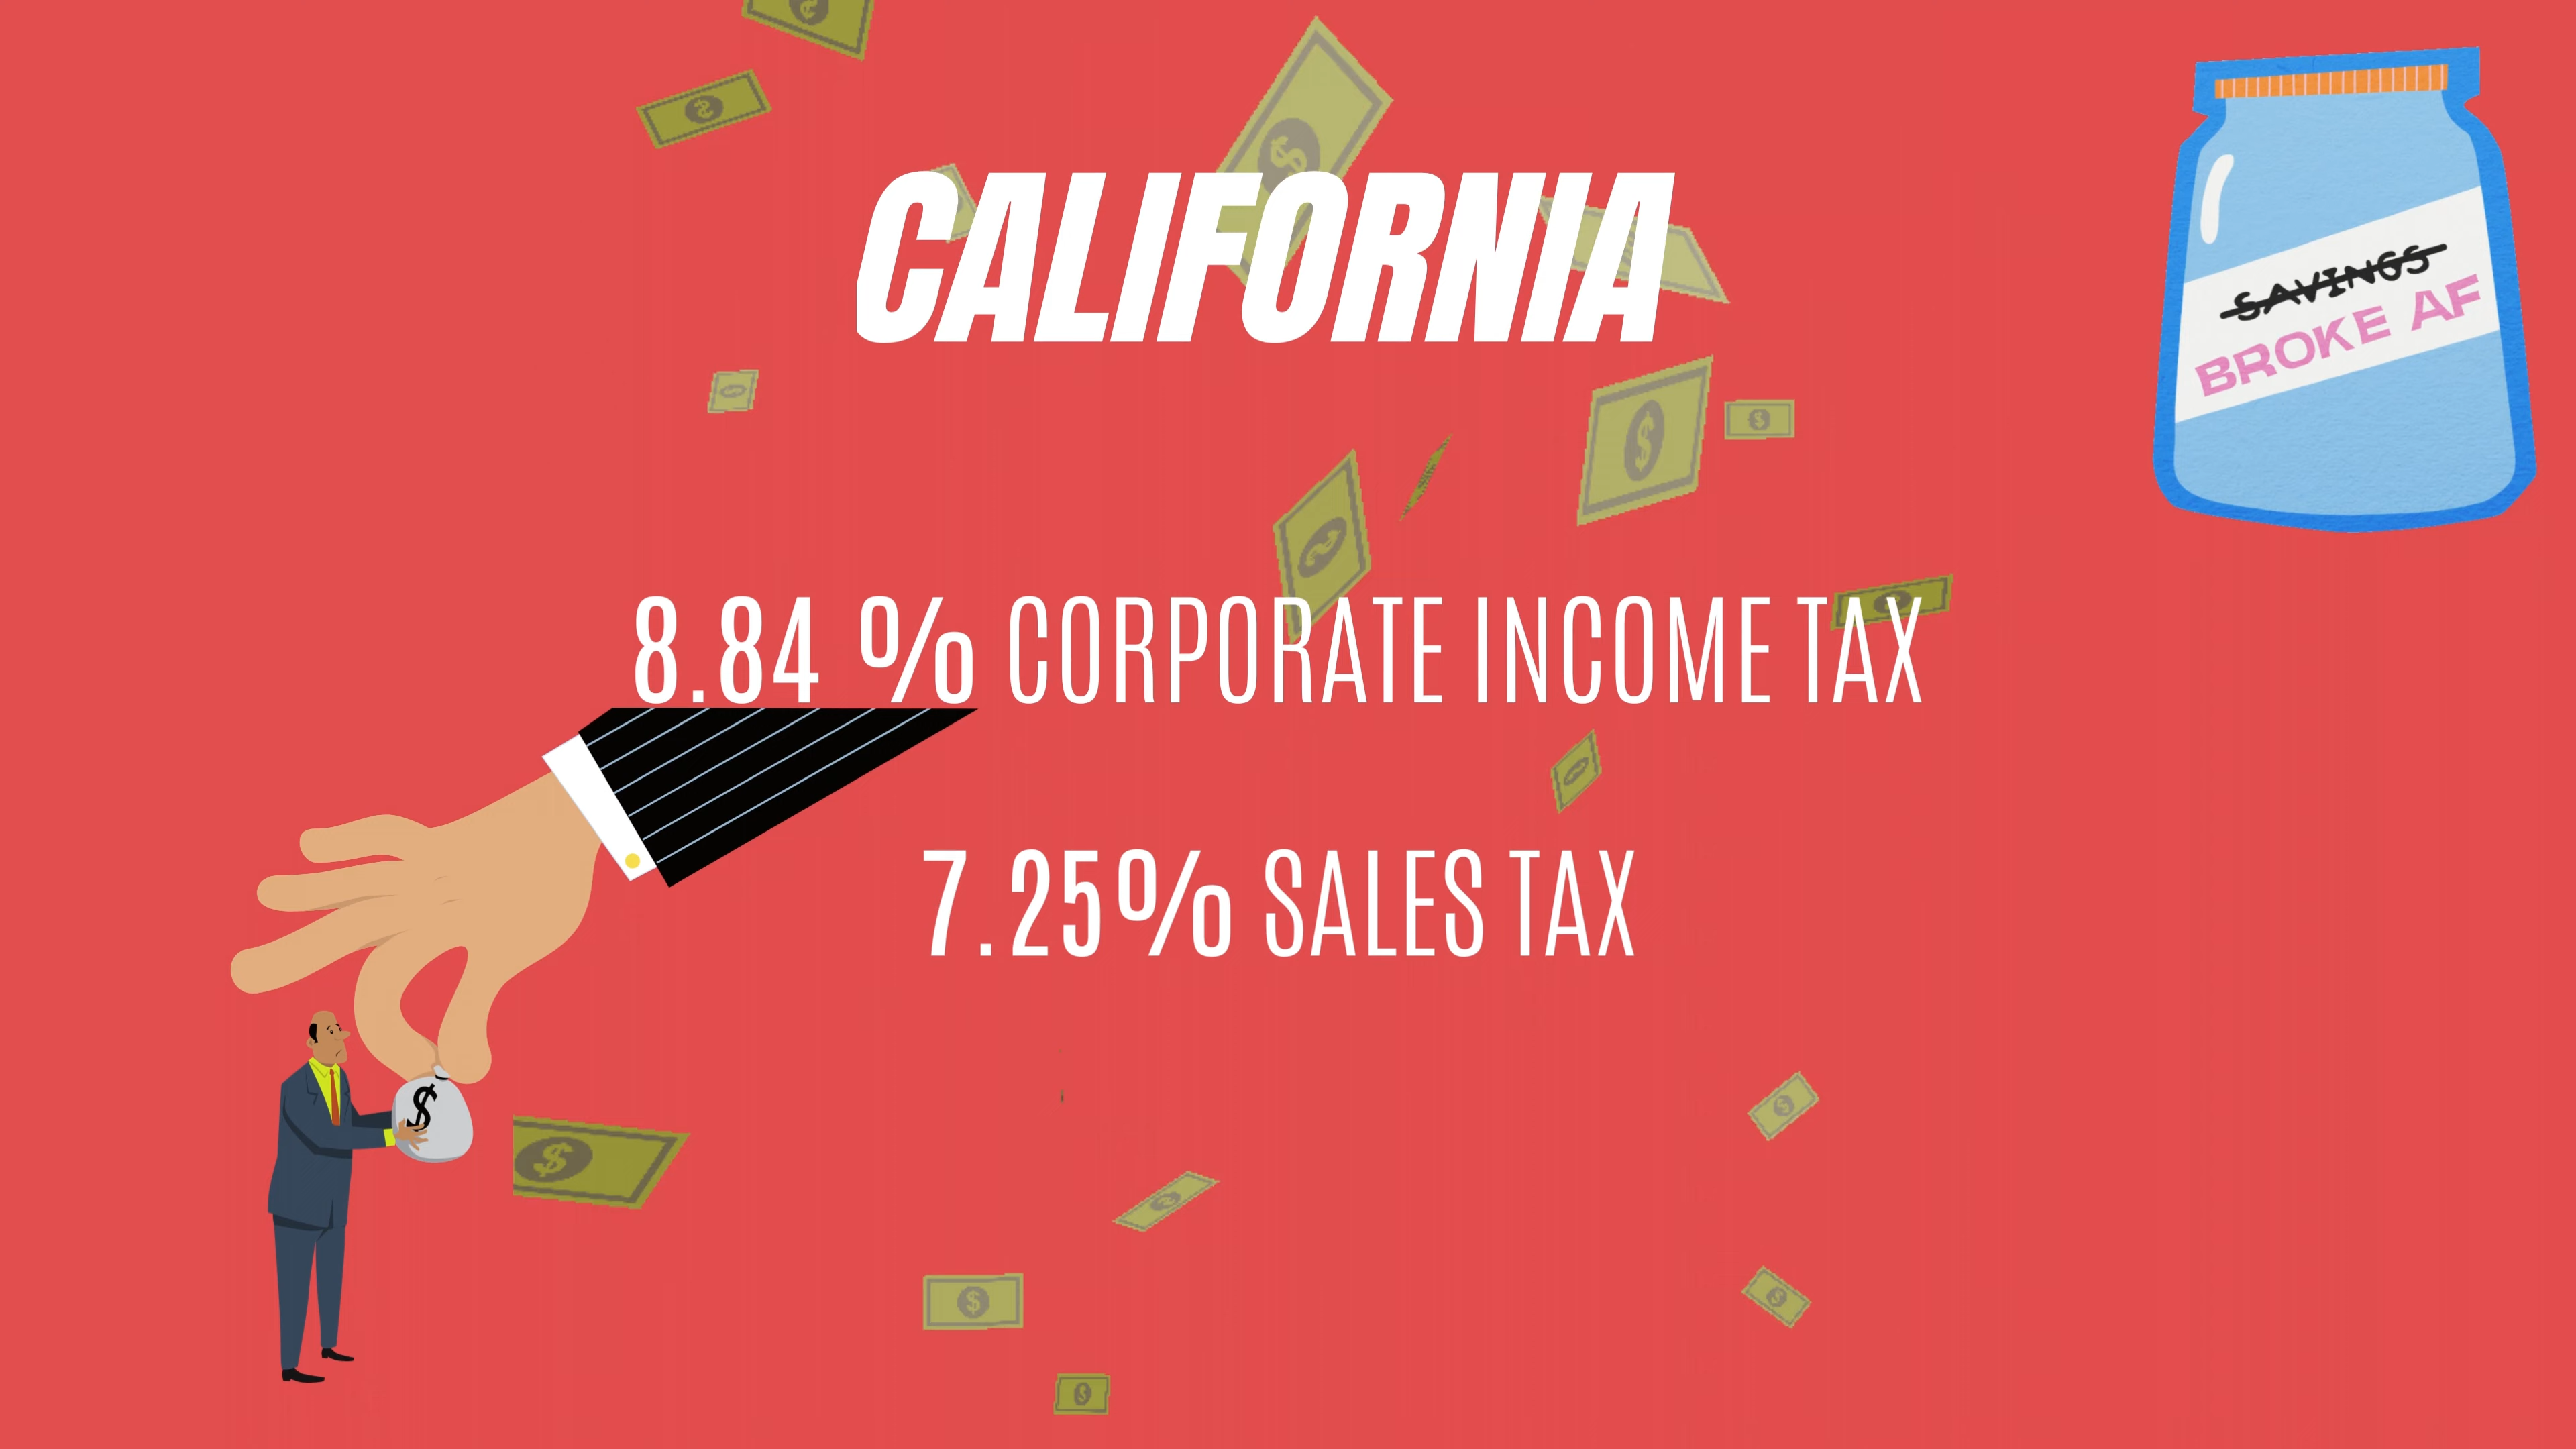 CALIFORNIA
SAVINGS
BROKE AF
8.84 % CORPORATE INCOME TAX
7.25% SALES TAX
$